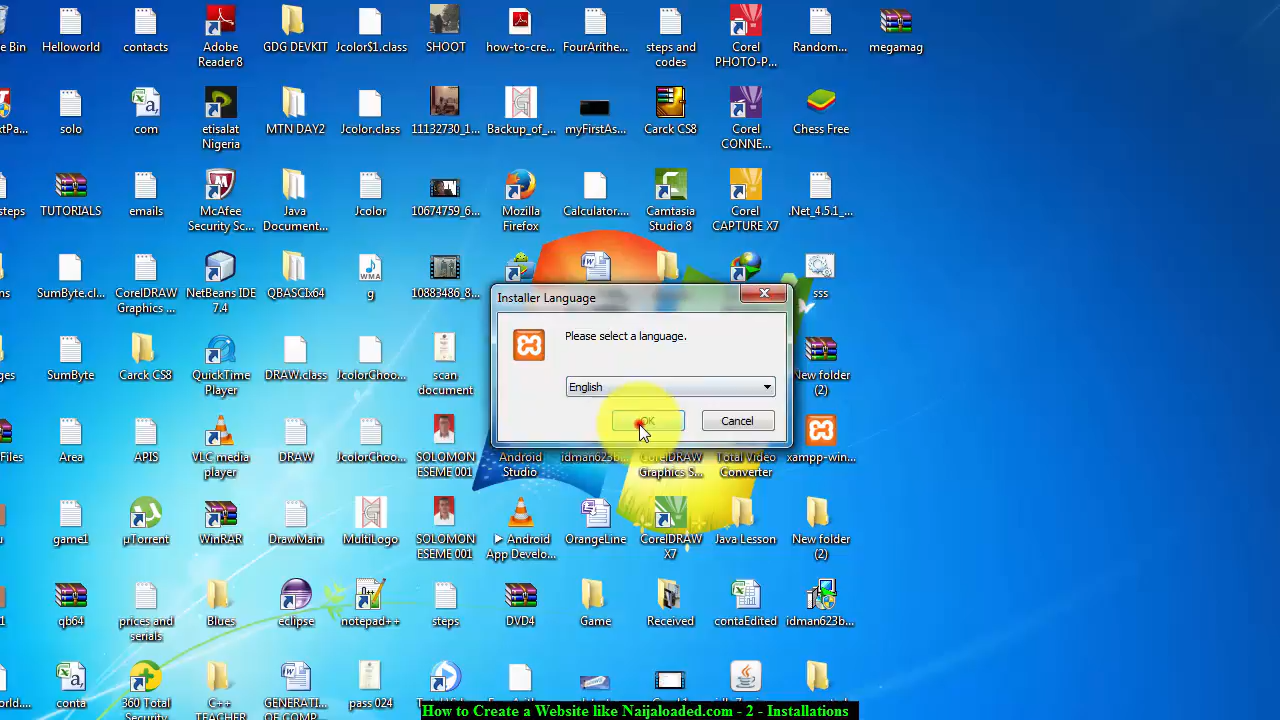 e Bin
Helloworld
contacts
Adobe
Reader 8
GDG DEVKIT
Jcolor$1.class
SHOOT
how-to-cre...
FourArithe...
steps and
codes
Corel
PHOTO-P...
Random...
megamag
xtPa...
solo
com
etisalat
Nigeria
MTN DAY2
Jcolor.class
11132730_1...
Backup_of_...
myFirstAs...
Carck CS8
Corel
CONNE...
Chess Free
steps
TUTORIALS
emails
McAfee
Security Sc...
Java
Document...
Jcolor
10674759_6...
Mozilla
Firefox
Calculator....
Camtasia
Studio 8
Corel
CAPTURE X7
.Net_4.5.1_...
ns
SumByte.cl...
CorelDRAW
Graphics ...
NetBeans IDE
7.4
QBASCIx64
WMA
g
10883486_8...
sss
Installer Language
Please select a language.
English
OK
Cancel
ges
SumByte
Carck CS8
QuickTime
Player
DRAW.class
JcolorChoo...
scan
document
New folder
(2)
Files
Area
APIS
VLC media
player
DRAW
JcolorChoo...
SOLOMON
ESEME 001
Android
Studio
idman623b...
CorelDRAW
Graphics S...
Total Video
Converter
xampp-win...
u
game1
µTorrent
WinRAR
DrawMain
MultiLogo
SOLOMON
ESEME 001
Android
App Develo...
OrangeLine
CorelDRAW
X7
Java Lesson
New folder
(2)
1
qb64
prices and
serials
Blues
eclipse
notepad++
steps
DVD4
Game
Received
contaEdited
idman623b...
World....
conta
360 Total
Security
C++
TEACHER
GENERATI...
OF COMP...
pass 024
How to Create a Website like Naijaloaded.com - 2 - Installations